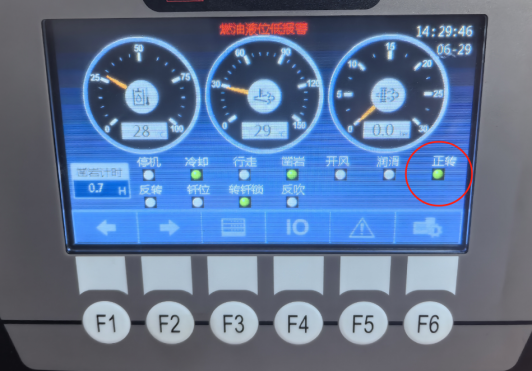 燃油液位低报警
14:29:46
06-29
0 25 50 75 100
28
0 30 60 90 120 150
29
0 5 10 15 20 25 30
0.0
停机 冷却 行走 凿岩 开风 润滑 正转
凿岩计时
0.7 H
反转 钎位 转钎锁 反吹
IO
F1 F2 F3 F4 F5 F6